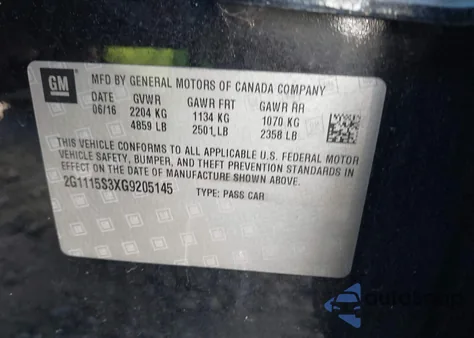 GM
MFD BY GENERAL MOTORS OF CANADA COMPANY
DATE GVWR GAWR FRT GAWR RR
06/16 2204 KG 1134 KG 1070 KG
4859 LB 2501 LB 2358 LB
THIS VEHICLE CONFORMS TO ALL APPLICABLE U.S. FEDERAL MOTOR
VEHICLE SAFETY, BUMPER, AND THEFT PREVENTION STANDARDS IN
EFFECT ON THE DATE OF MANUFACTURE SHOWN ABOVE.
2G1115S3XG9205145 TYPE: PASS CAR